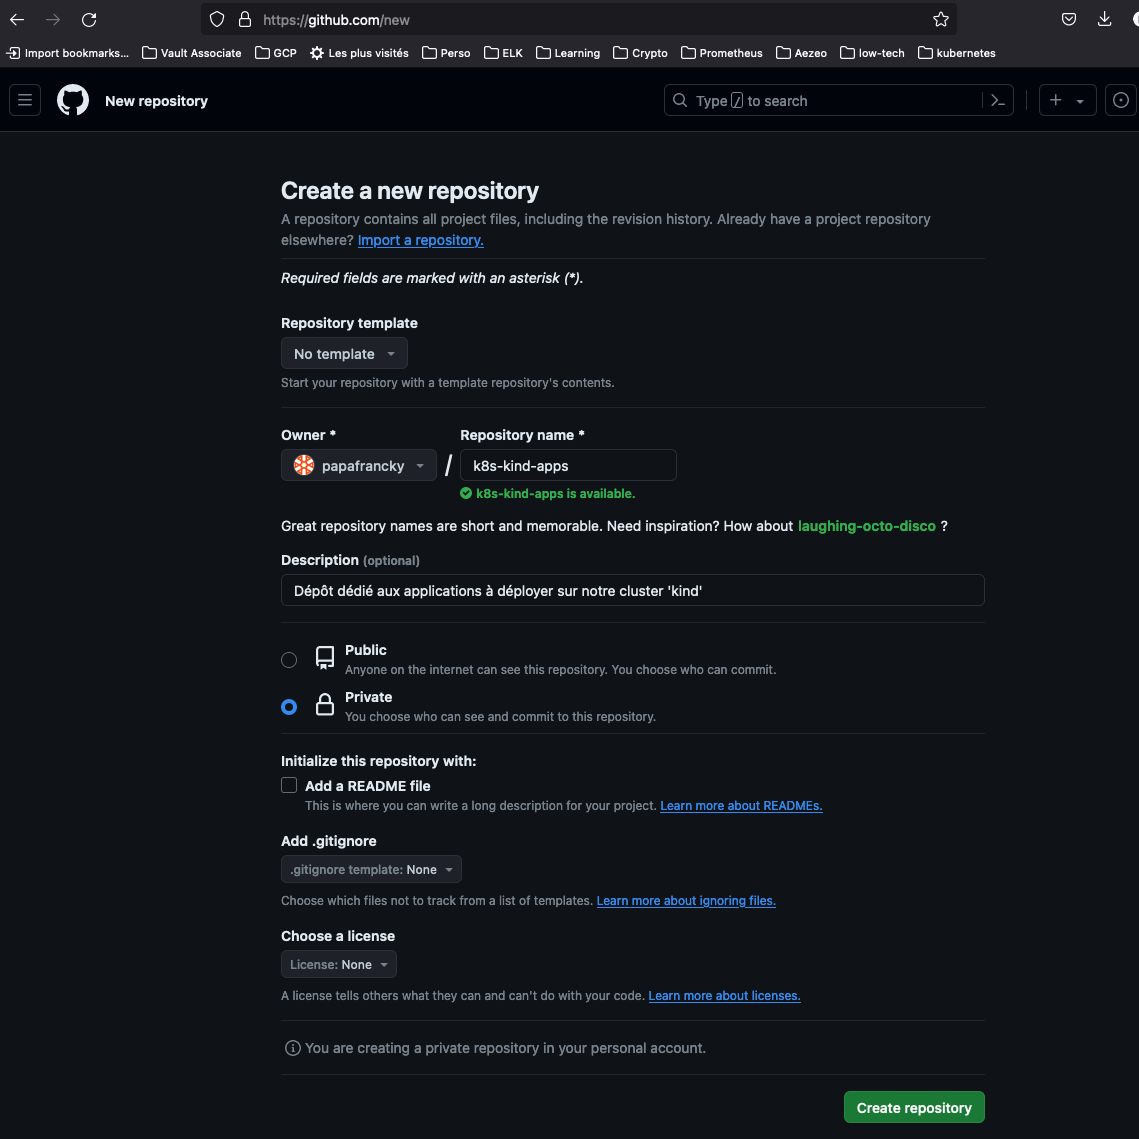 https://github.com/new
Import bookmarks... Vault Associate GCP Les plus visités Perso ELK Learning Crypto Prometheus Aezeo low-tech kubernetes
New repository
Type / to search
Create a new repository
A repository contains all project files, including the revision history. Already have a project repository
elsewhere? Import a repository.
Required fields are marked with an asterisk (*).
Repository template
No template
Start your repository with a template repository's contents.
Owner * Repository name *
papafrancky / k8s-kind-apps
k8s-kind-apps is available.
Great repository names are short and memorable. Need inspiration? How about laughing-octo-disco ?
Description (optional)
Dépôt dédié aux applications à déployer sur notre cluster 'kind'
Public
Anyone on the internet can see this repository. You choose who can commit.
Private
You choose who can see and commit to this repository.
Initialize this repository with:
Add a README file
This is where you can write a long description for your project. Learn more about READMEs.
Add .gitignore
.gitignore template: None
Choose which files not to track from a list of templates. Learn more about ignoring files.
Choose a license
License: None
A license tells others what they can and can't do with your code. Learn more about licenses.
You are creating a private repository in your personal account.
Create repository